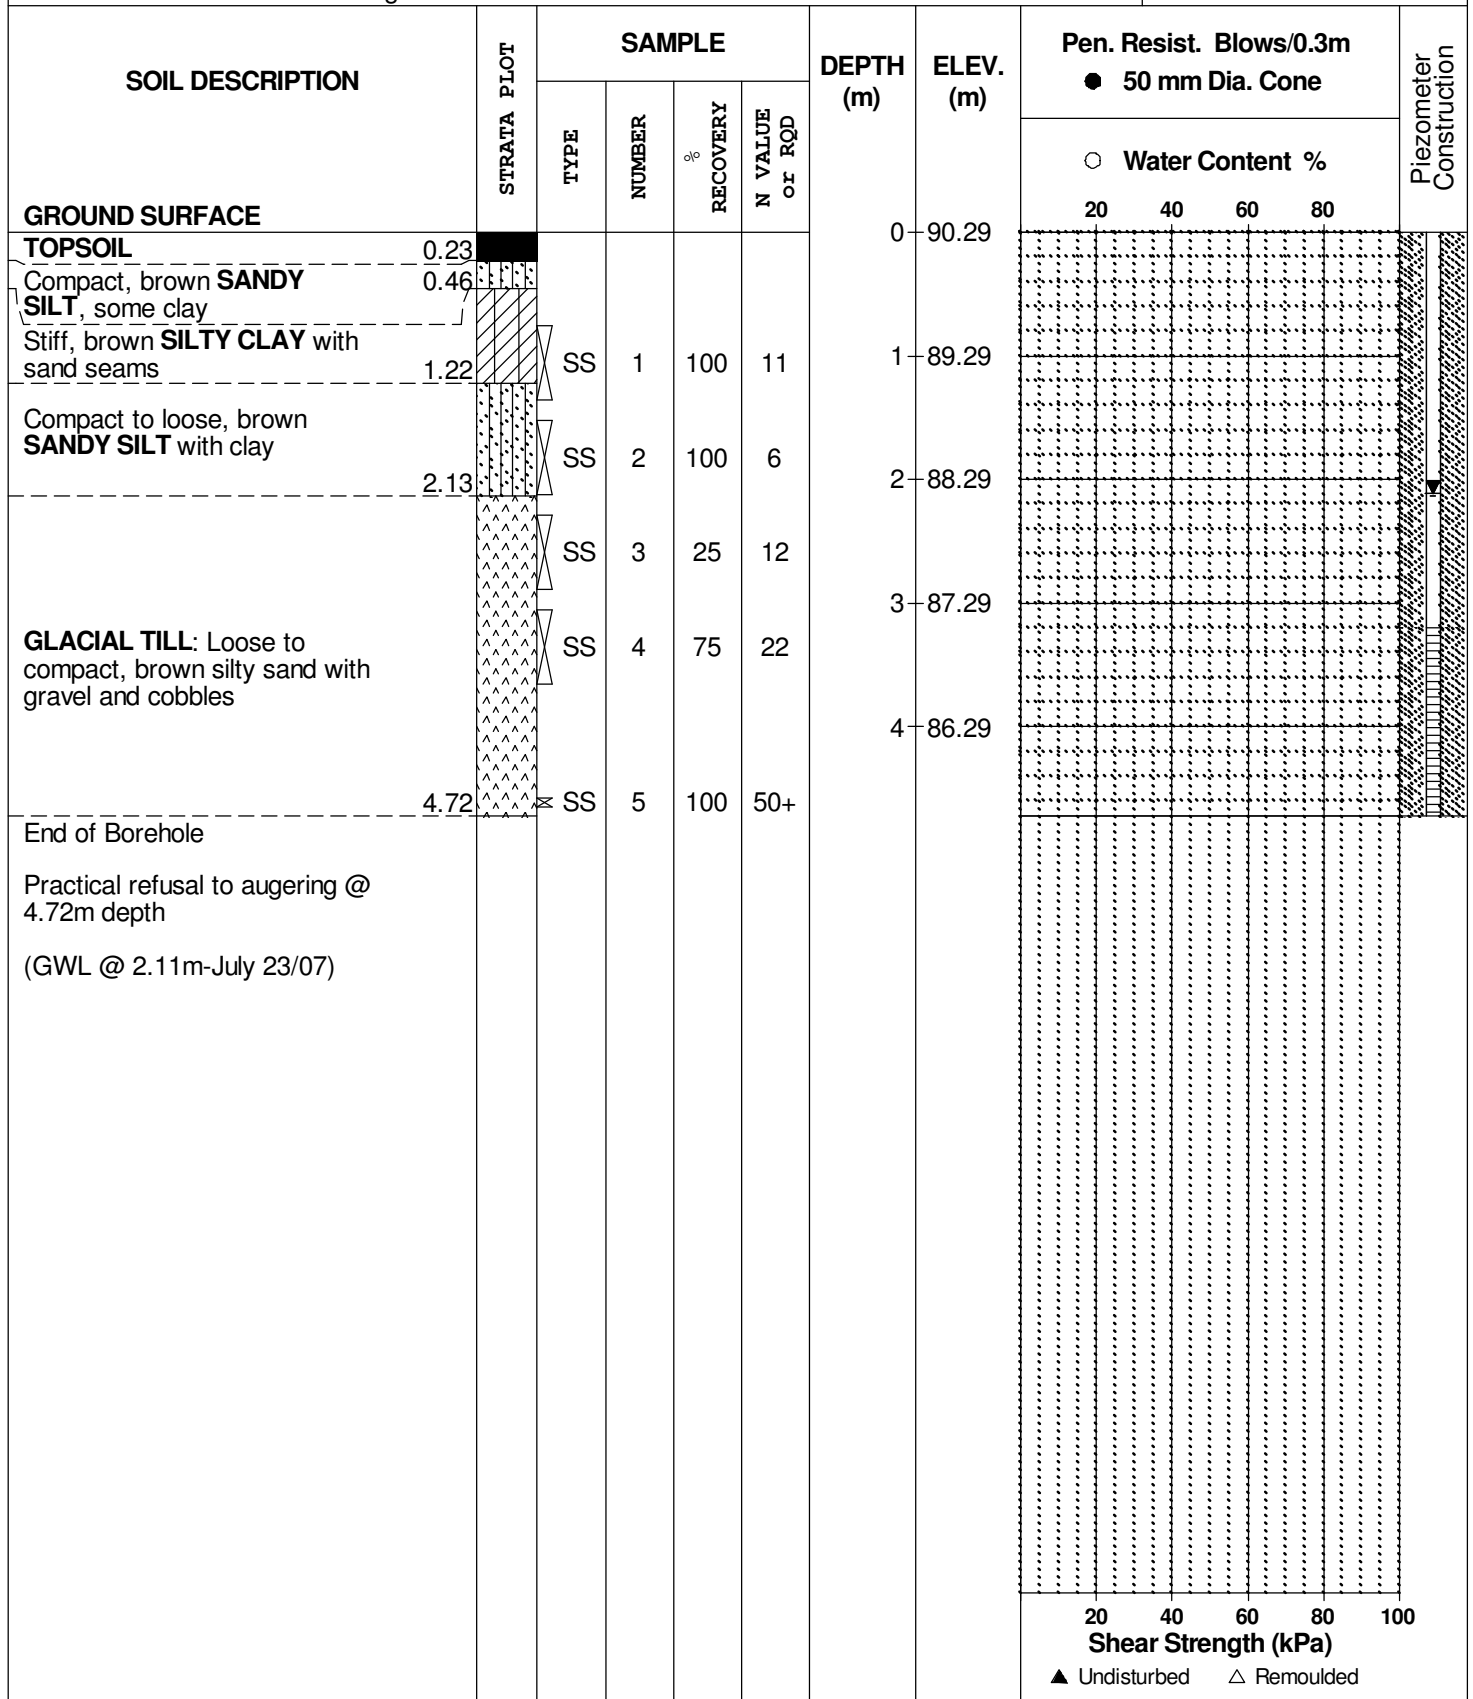 SOIL DESCRIPTION
STRATA PLOT
SAMPLE
TYPE
NUMBER
% RECOVERY
N VALUE or RQD
DEPTH (m)
ELEV. (m)
Pen. Resist. Blows/0.3m
● 50 mm Dia. Cone
○ Water Content %
20 40 60 80
Piezometer Construction
GROUND SURFACE
0 90.29
TOPSOIL 0.23
Compact, brown SANDY 0.46
SILT, some clay
Stiff, brown SILTY CLAY with
sand seams 1.22
SS 1 100 11
1 89.29
Compact to loose, brown
SANDY SILT with clay
2.13
SS 2 100 6
2 88.29
SS 3 25 12
3 87.29
GLACIAL TILL: Loose to
compact, brown silty sand with
gravel and cobbles
SS 4 75 22
4 86.29
4.72
SS 5 100 50+
End of Borehole
Practical refusal to augering @
4.72m depth
(GWL @ 2.11m-July 23/07)
20 40 60 80 100
Shear Strength (kPa)
▲ Undisturbed △ Remoulded